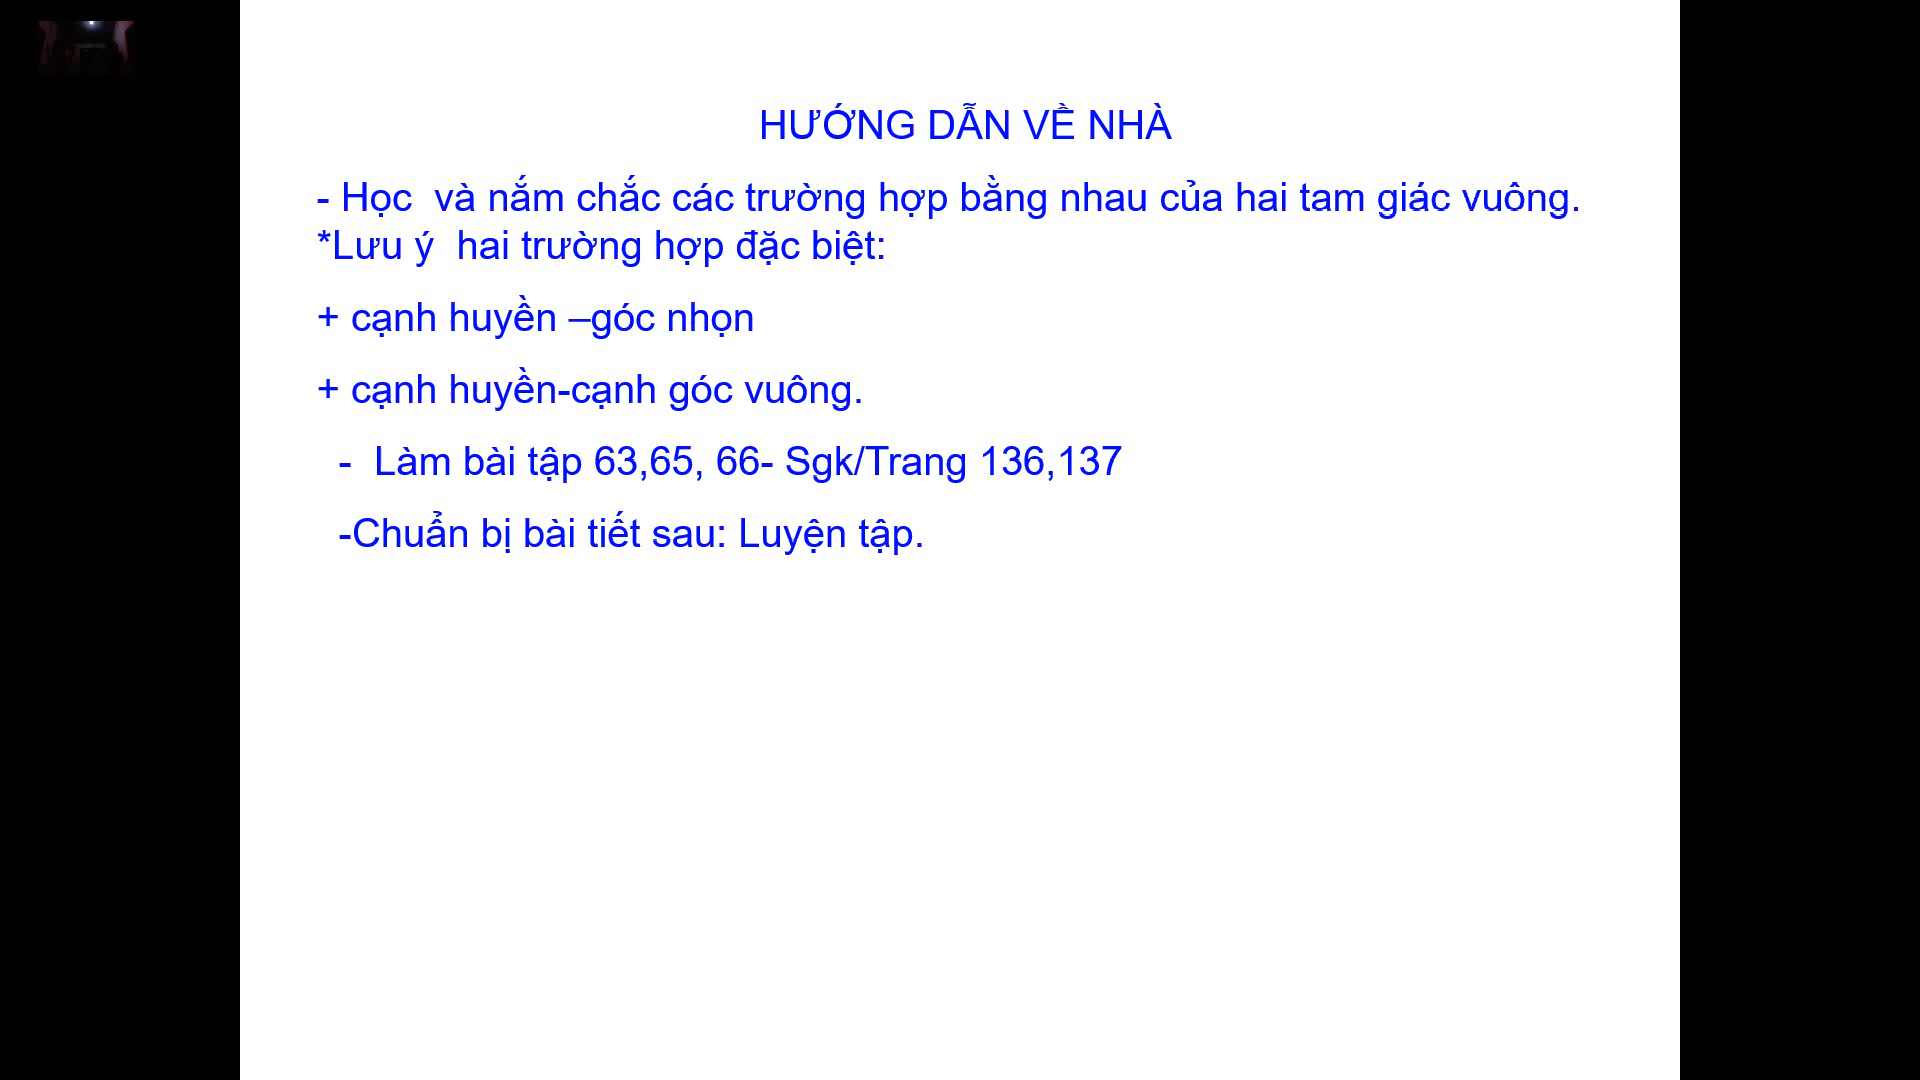 HƯỚNG DẪN VỀ NHÀ
- Học  và nắm chắc các trường hợp bằng nhau của hai tam giác vuông.
*Lưu ý  hai trường hợp đặc biệt:
+ cạnh huyền –góc nhọn
+ cạnh huyền-cạnh góc vuông.
-  Làm bài tập 63,65, 66- Sgk/Trang 136,137
-Chuẩn bị bài tiết sau: Luyện tập.